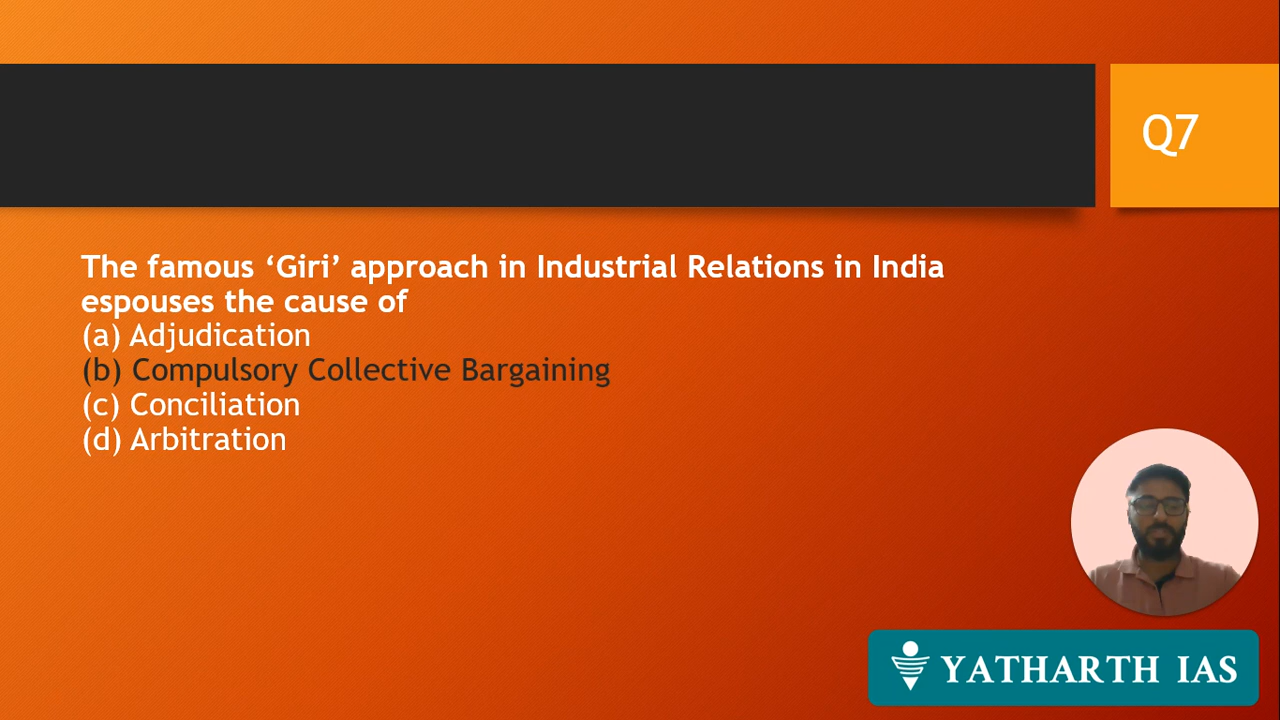 Q7
The famous ‘Giri’ approach in Industrial Relations in India
espouses the cause of
(a) Adjudication
(b) Compulsory Collective Bargaining
(c) Conciliation
(d) Arbitration
YATHARTH IAS